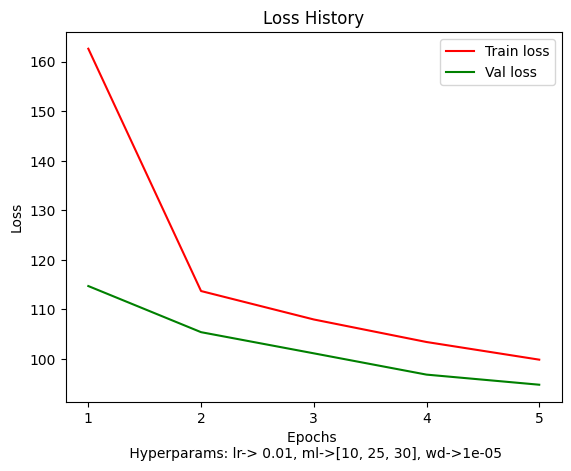 Loss History
Train loss
Val loss
Loss
160
150
140
130
120
110
100
1 2 3 4 5
Epochs
Hyperparams: lr-> 0.01, ml->[10, 25, 30], wd->1e-05